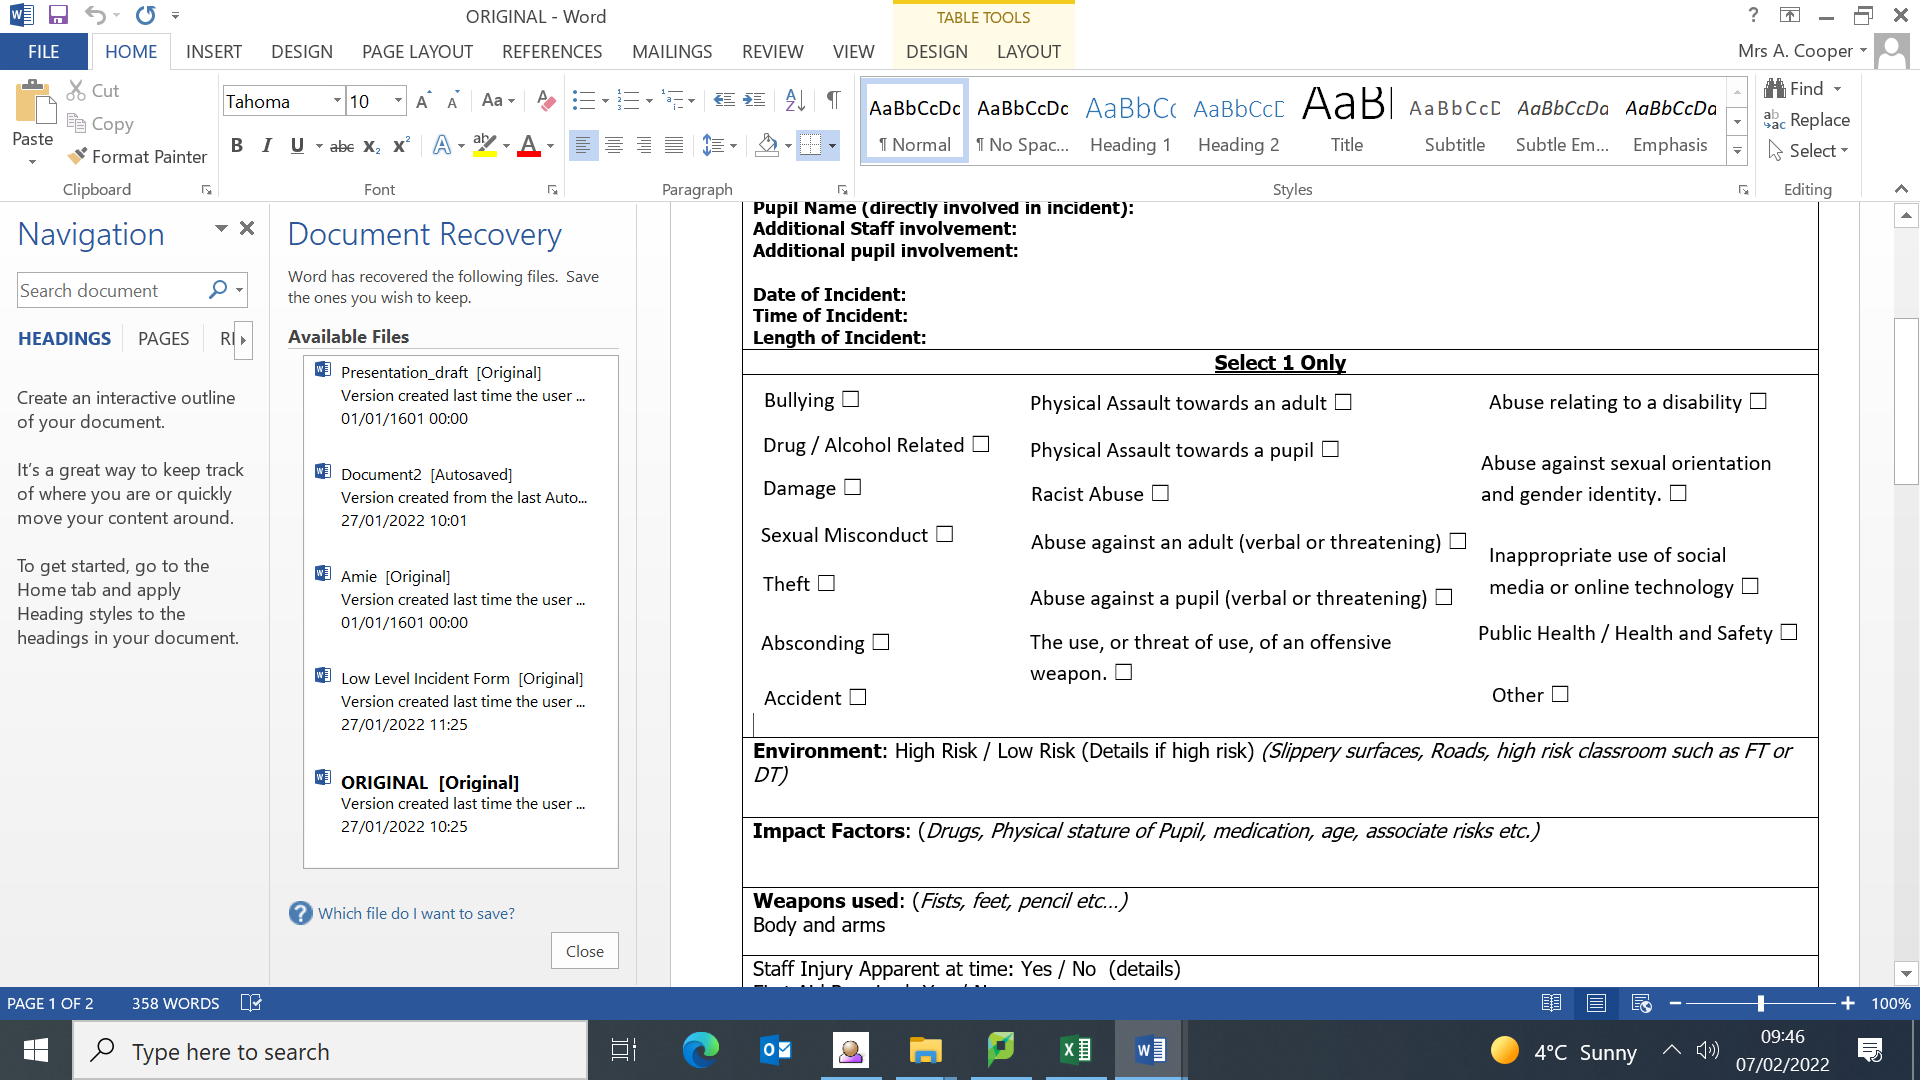 ORIGINAL - Word
TABLE TOOLS
FILE HOME INSERT DESIGN PAGE LAYOUT REFERENCES MAILINGS REVIEW VIEW DESIGN LAYOUT
Mrs A. Cooper
Paste
Cut
Copy
Format Painter
Clipboard
Tahoma 10
Font
Paragraph
AaBbCcDc AaBbCcDc AaBbCc AaBbCcD AaB AaBbCcD AaBbCcDa AaBbCcDa
¶ Normal ¶ No Spac... Heading 1 Heading 2 Title Subtitle Subtle Em... Emphasis
Styles
Find
Replace
Select
Editing
Navigation
Search document
HEADINGS PAGES
Create an interactive outline
of your document.
It's a great way to keep track
of where you are or quickly
move your content around.
To get started, go to the
Home tab and apply
Heading styles to the
headings in your document.
Document Recovery
Word has recovered the following files. Save
the ones you wish to keep.
Available Files
Presentation_draft [Original]
Version created last time the user ...
01/01/1601 00:00
Document2 [Autosaved]
Version created from the last Auto...
27/01/2022 10:01
Amie [Original]
Version created last time the user ...
01/01/1601 00:00
Low Level Incident Form [Original]
Version created last time the user ...
27/01/2022 11:25
ORIGINAL [Original]
Version created last time the user ...
27/01/2022 10:25
Which file do I want to save?
Close
Pupil Name (directly involved in incident):
Additional Staff involvement:
Additional pupil involvement:
Date of Incident:
Time of Incident:
Length of Incident:
Select 1 Only
Bullying ☐
Drug / Alcohol Related ☐
Damage ☐
Sexual Misconduct ☐
Theft ☐
Absconding ☐
Accident ☐
Physical Assault towards an adult ☐
Physical Assault towards a pupil ☐
Racist Abuse ☐
Abuse against an adult (verbal or threatening) ☐
Abuse against a pupil (verbal or threatening) ☐
The use, or threat of use, of an offensive
weapon. ☐
Abuse relating to a disability ☐
Abuse against sexual orientation
and gender identity. ☐
Inappropriate use of social
media or online technology ☐
Public Health / Health and Safety ☐
Other ☐
Environment: High Risk / Low Risk (Details if high risk) (Slippery surfaces, Roads, high risk classroom such as FT or
DT)
Impact Factors: (Drugs, Physical stature of Pupil, medication, age, associate risks etc.)
Weapons used: (Fists, feet, pencil etc...)
Body and arms
Staff Injury Apparent at time: Yes / No (details)
PAGE 1 OF 2 358 WORDS
100%
Type here to search
4°C Sunny
09:46
07/02/2022